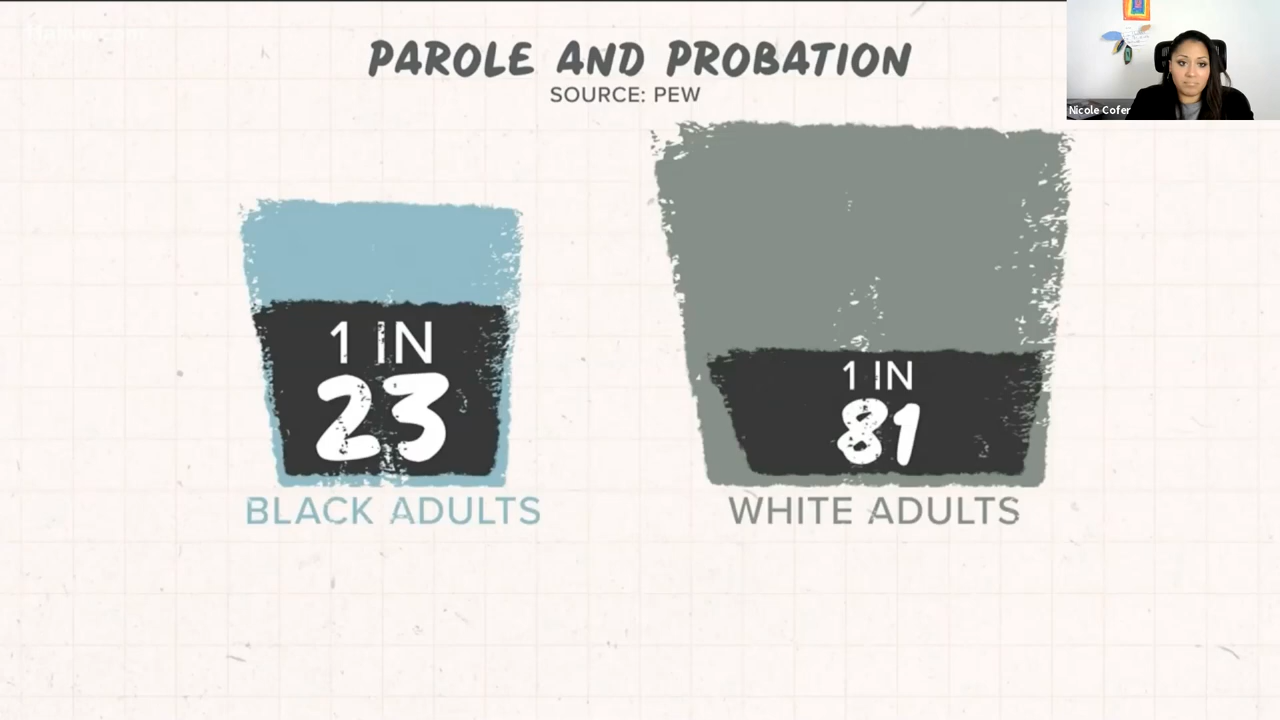 PAROLE AND PROBATION
SOURCE: PEW
Nicole Cofer
1 IN
23
BLACK ADULTS
1 IN
81
WHITE ADULTS